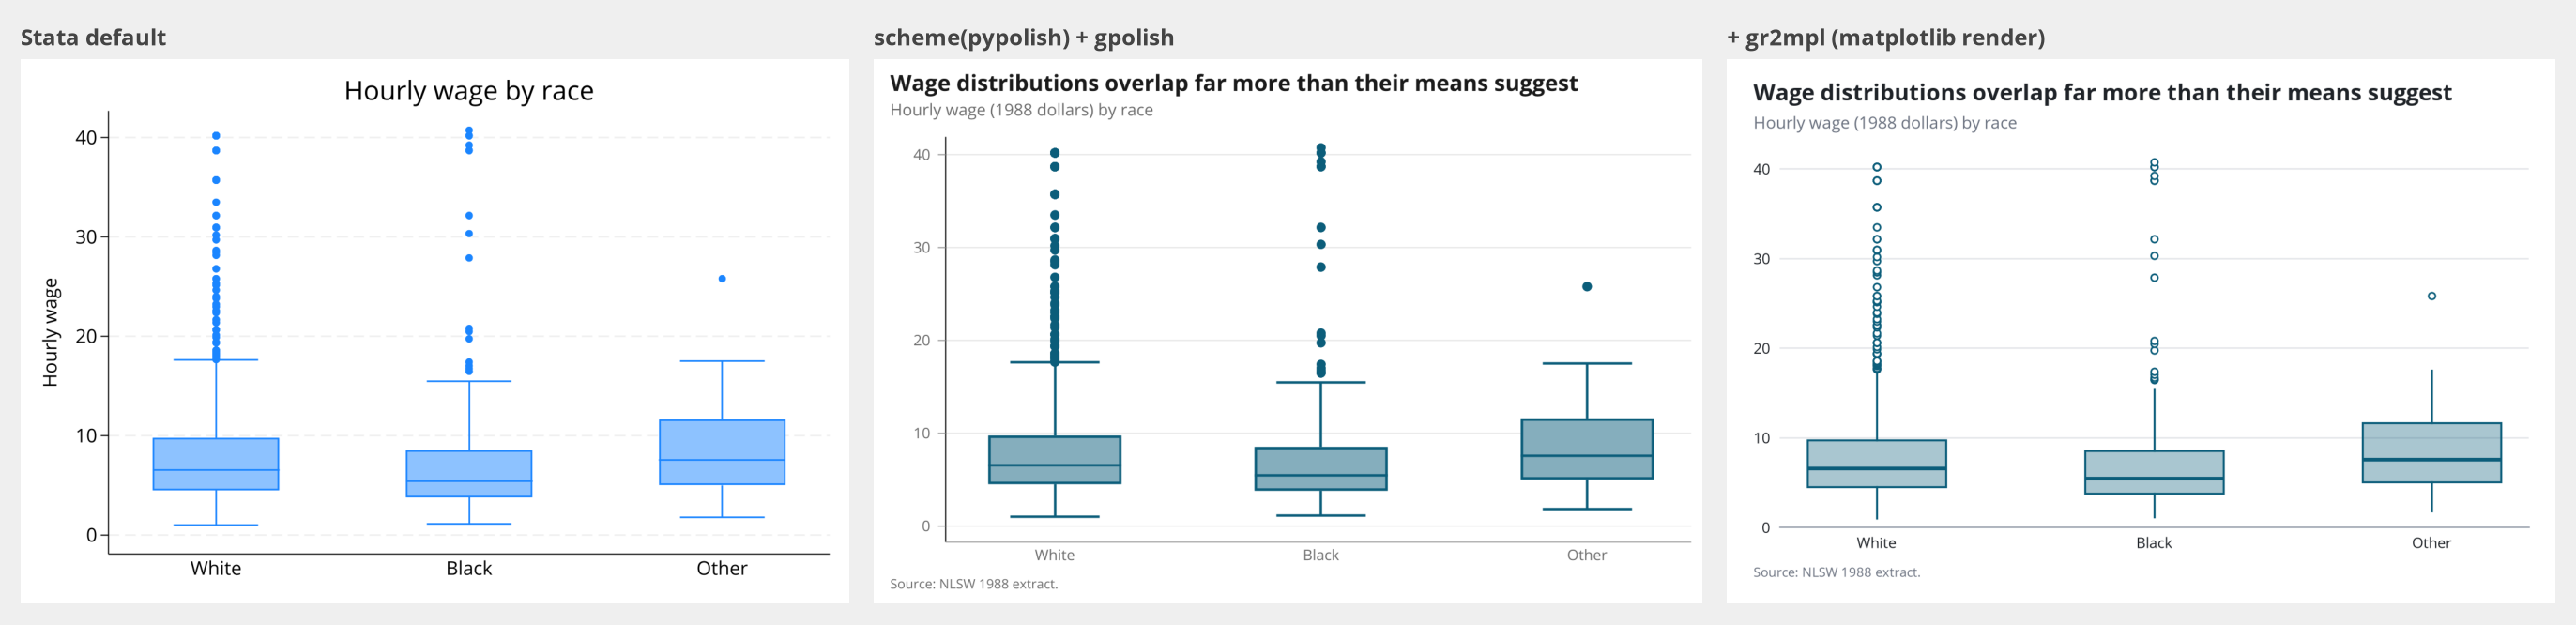 Stata default
Hourly wage by race
Hourly wage
40
30
20
10
0
White Black Other
scheme(pypolish) + gpolish
Wage distributions overlap far more than their means suggest
Hourly wage (1988 dollars) by race
40
30
20
10
0
White Black Other
Source: NLSW 1988 extract.
+ gr2mpl (matplotlib render)
Wage distributions overlap far more than their means suggest
Hourly wage (1988 dollars) by race
40
30
20
10
0
White Black Other
Source: NLSW 1988 extract.